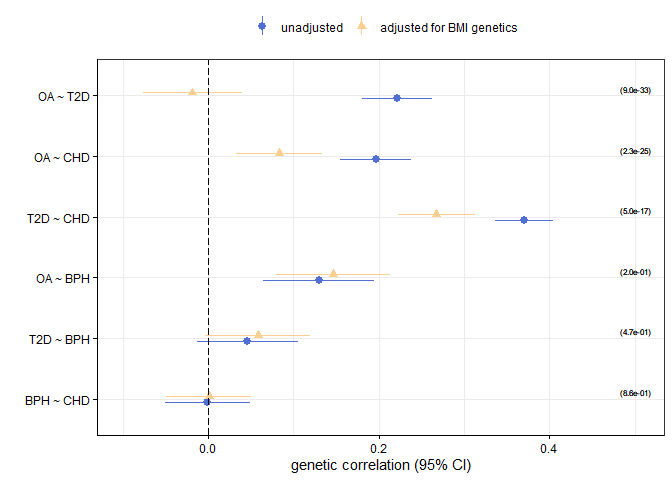 unadjusted adjusted for BMI genetics
OA ~ T2D (9.0e-33)
OA ~ CHD (2.3e-25)
T2D ~ CHD (5.0e-17)
OA ~ BPH (2.0e-01)
T2D ~ BPH (4.7e-01)
BPH ~ CHD (8.6e-01)
0.0 0.2 0.4
genetic correlation (95% CI)